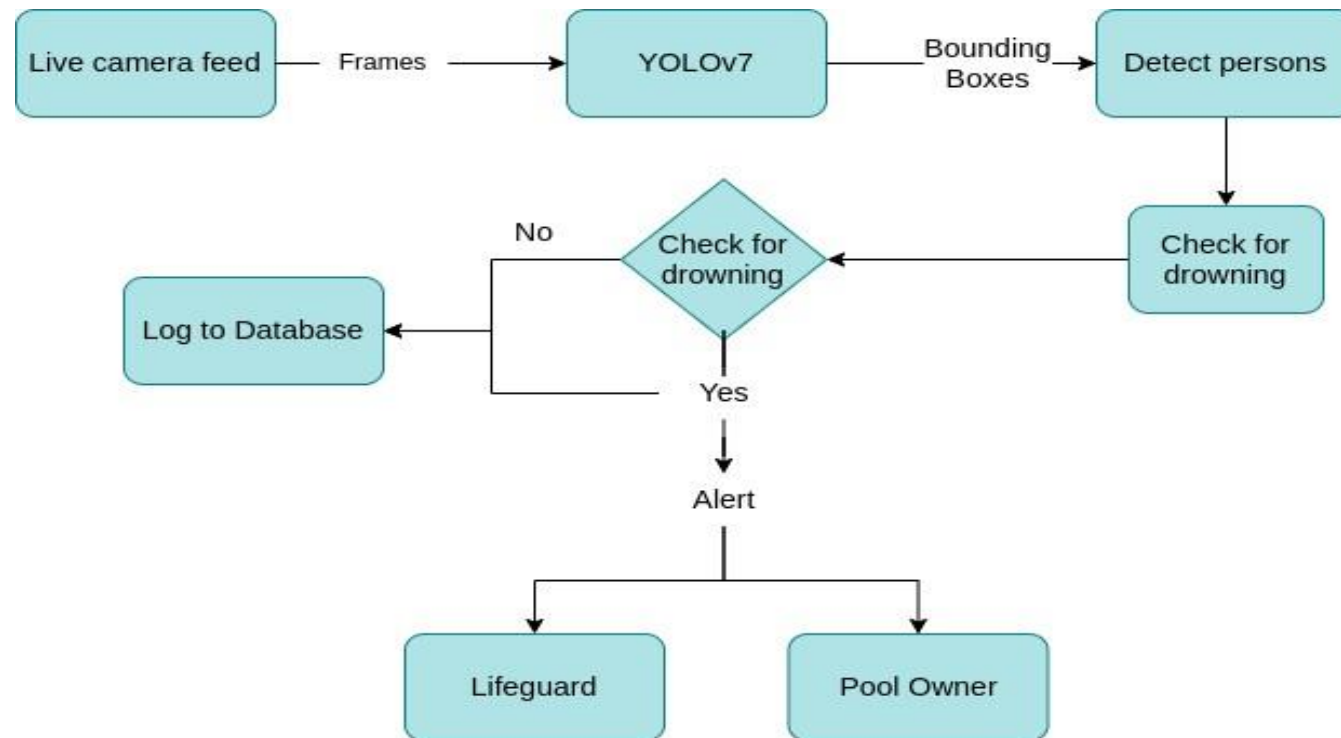 Live camera feed
Frames
YOLOv7
Bounding
Boxes
Detect persons
Check for
drowning
Check for
drowning
No
Log to Database
Yes
Alert
Lifeguard
Pool Owner